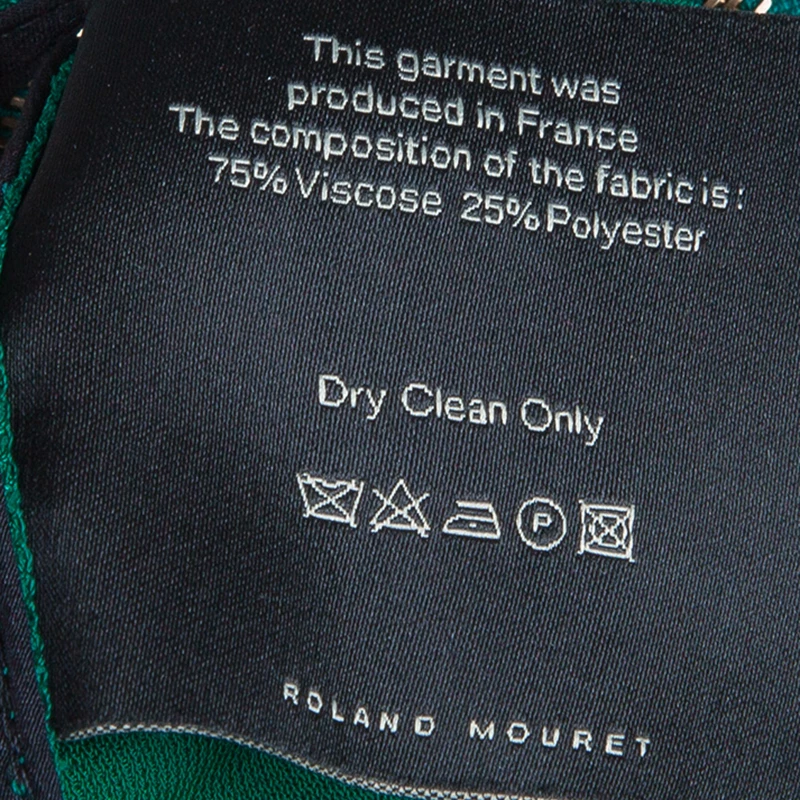 This garment was
produced in France
The composition of the fabric is:
75% Viscose 25% Polyester
Dry Clean Only
P
ROLAND MOURET